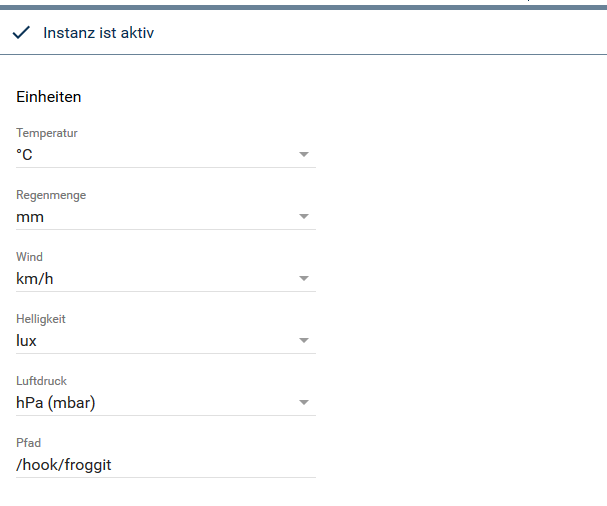 Instanz ist aktiv
Einheiten
Temperatur
°C
Regenmenge
mm
Wind
km/h
Helligkeit
lux
Luftdruck
hPa (mbar)
Pfad
/hook/froggit